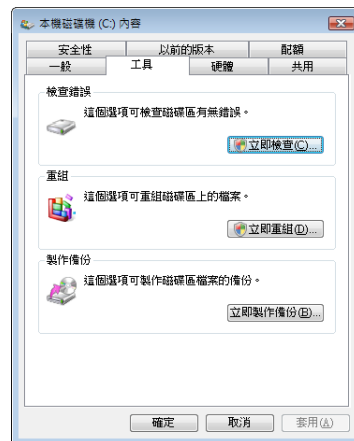 本機磁碟機 (C:) 內容
安全性 以前的版本 配額
一般 工具 硬體 共用
檢查錯誤
這個選項可檢查磁碟區有無錯誤。
立即檢查(C)...
重組
這個選項可重組磁碟區上的檔案。
立即重組(D)...
製作備份
這個選項可製作磁碟區檔案的備份。
立即製作備份(B)...
確定 取消 套用(A)